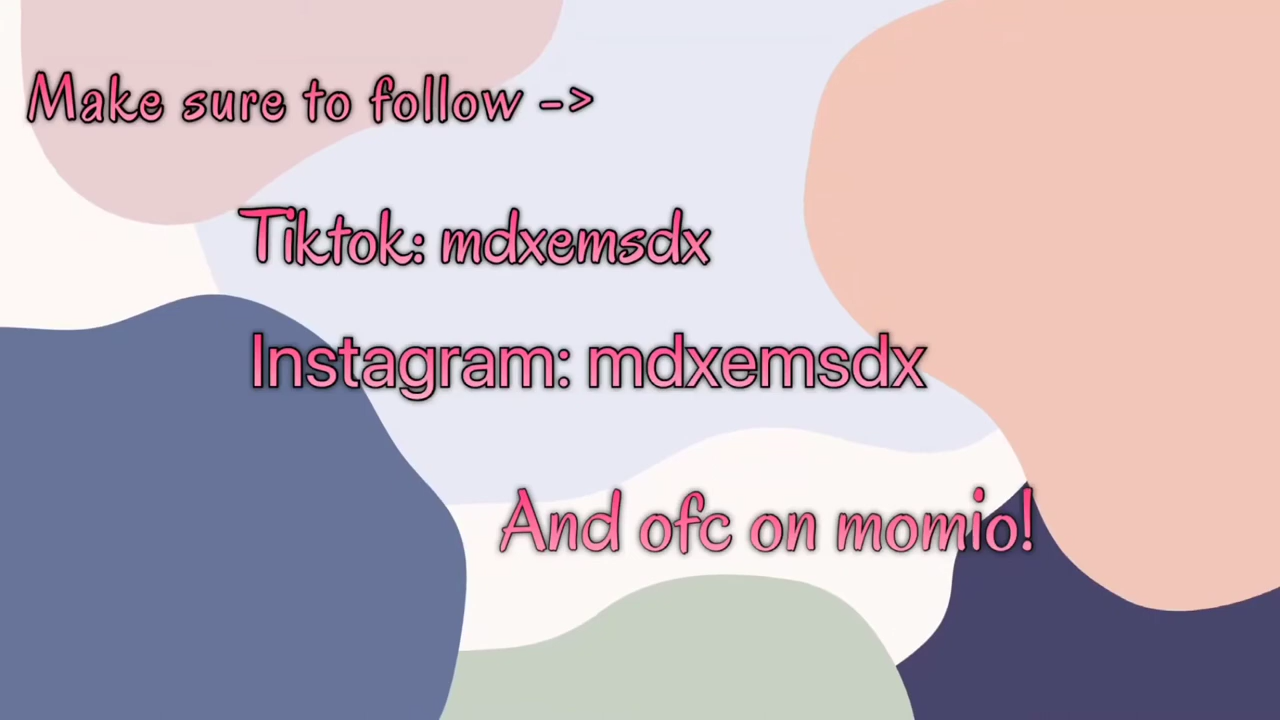 Make sure to follow ->
Tiktok: mdxemsdx
Instagram: mdxemsdx
And ofc on momio!